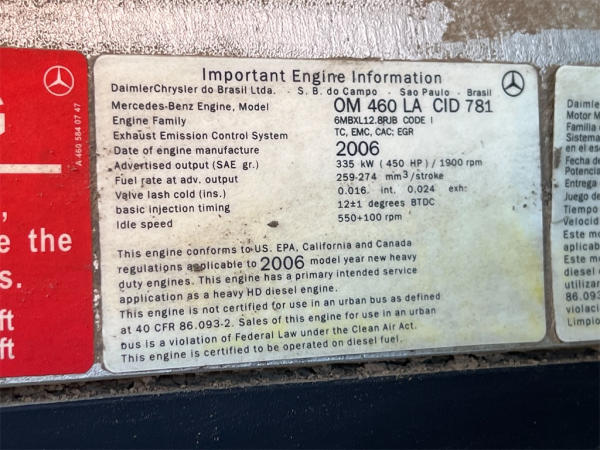 G
A 460 584 07 47
,
e the
s.
ft
ft
Important Engine Information
DaimlerChrysler do Brasil Ltda. - S. B. do Campo - Sao Paulo - Brasil
Mercedes-Benz Engine, Model OM 460 LA CID 781
Engine Family 6MBXL12.8RJB CODE I
Exhaust Emission Control System TC, EMC, CAC; EGR
Date of engine manufacture 2006
Advertised output (SAE gr.) 335 kW (450 HP) / 1900 rpm
Fuel rate at adv. output 259-274 mm³/stroke
Valve lash cold (ins.) 0.016. int. 0,024 exh:
basic injection timing 12±1 degrees BTDC
Idle speed 550+100 rpm
This engine conforms to US. EPA, California and Canada
regulations applicable to 2006 model year new heavy
duty engines. This engine has a primary intended service
application as a heavy HD diesel engine.
This engine is not certified for use in an urban bus as defined
at 40 CFR 86.093-2. Sales of this engine for use in an urban
bus is a violation of Federal Law under the Clean Air Act.
This engine is certified to be operated on diesel fuel.
Daimle
Merced
Motor M
Familia d
Sistema
en el esc
Fecha de
Potencia
Entrega
Juego de
Tiempo
Velocid
Este mo
aplicab
Este m
diesel
utilizar
86.093
violaci
Limpio